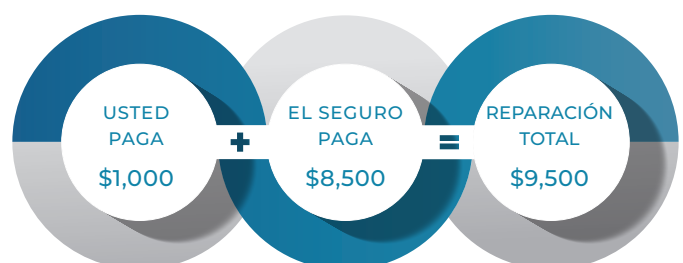 USTED
PAGA
$1,000
+
EL SEGURO
PAGA
$8,500
=
REPARACIÓN
TOTAL
$9,500